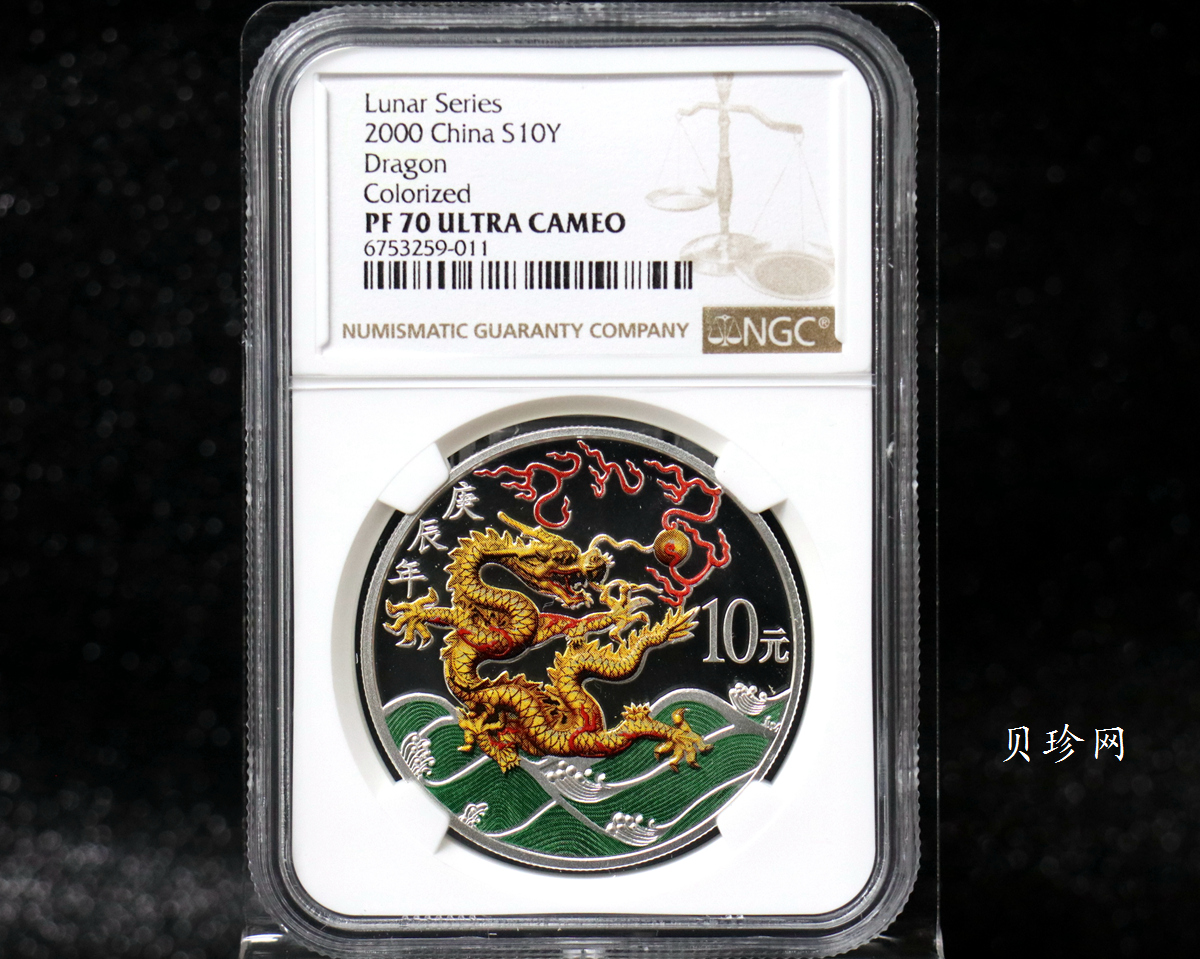 Lunar Series
2000 China S10Y
Dragon
Colorized
PF 70 ULTRA CAMEO
6753259-011
NUMISMATIC GUARANTY COMPANY
NGC®
庚辰年
10元
贝珍网